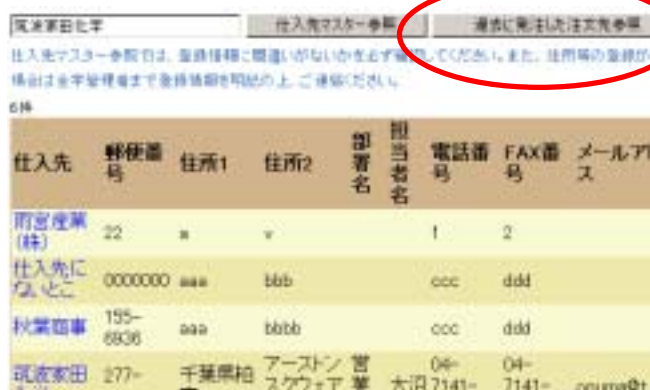 筑波家田化学 仕入先マスター参照 過去に発注した注文先参照
仕入先マスター参照では、登録情報に間違いがないかを必ず確認してください。また、住所等の登録が
場合は全学管理者まで登録情報を明記の上、ご連絡ください。
6件
仕入先 郵便番号 住所1 住所2 部署名 担当者名 電話番号 FAX番号 メールア
ス
雨宮産業(株) 22 a v f 2
仕入先にないとこ 0000000 aaa bbb ccc ddd
秋葉商事 195-6936 aaa bbbb ccc ddd
筑波家田 277- 千葉県柏 アーストン スクウェア 営業 大沼 04-7141- 04-7141- onuma@t